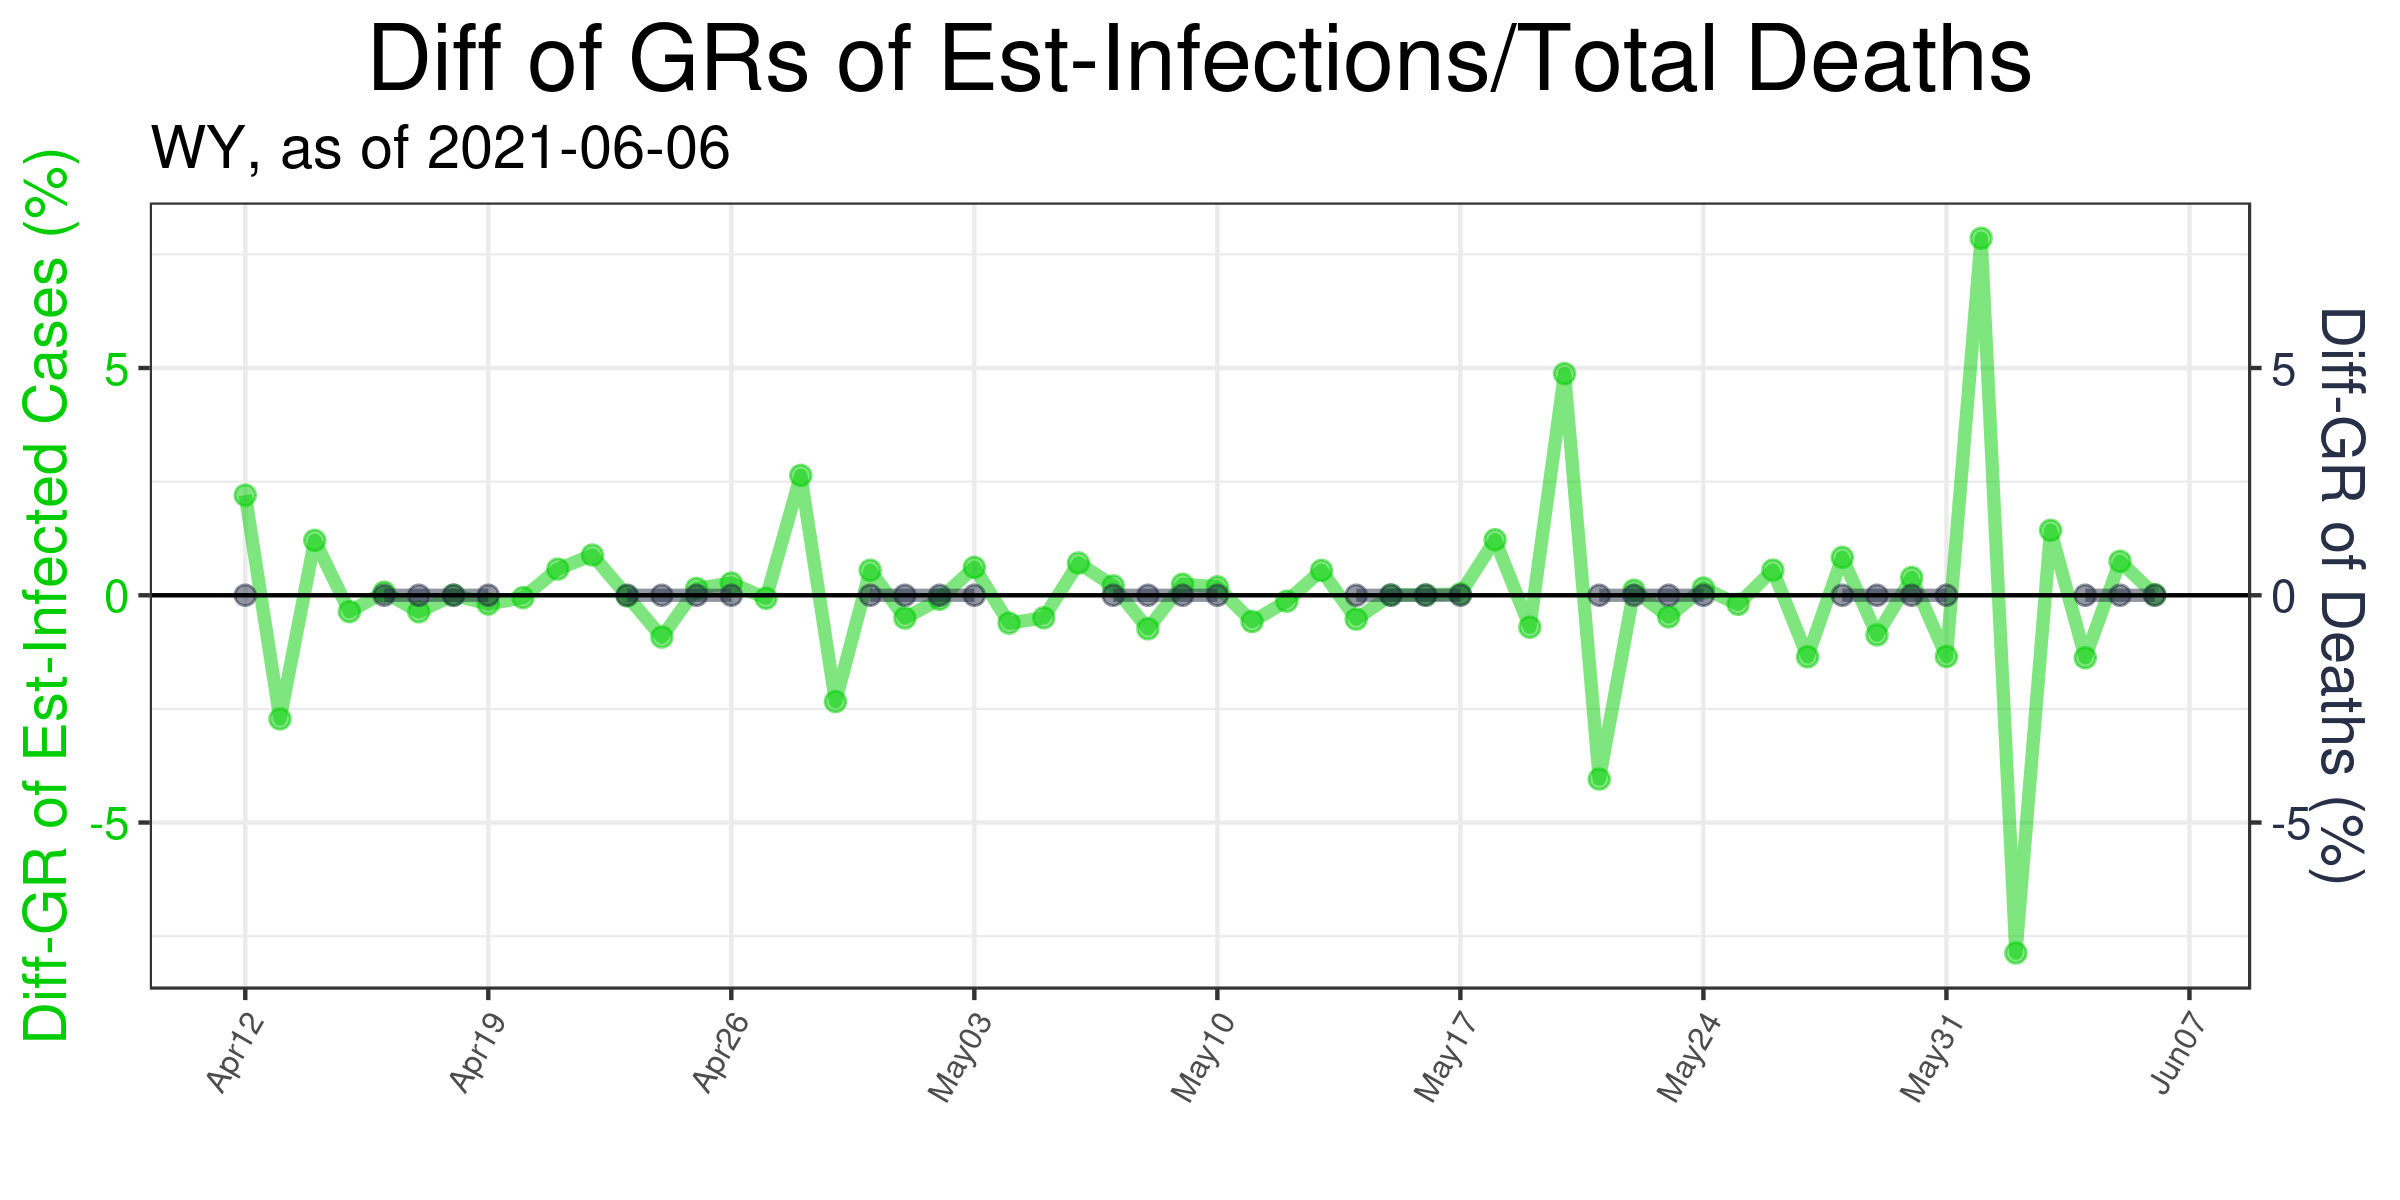 Diff of GRs of Est-Infections/Total Deaths
WY, as of 2021-06-06
Diff-GR of Est-Infected Cases (%)
5
0
-5
5
0
-5
Diff-GR of Deaths (%)
Apr12
Apr19
Apr26
May03
May10
May17
May24
May31
Jun07